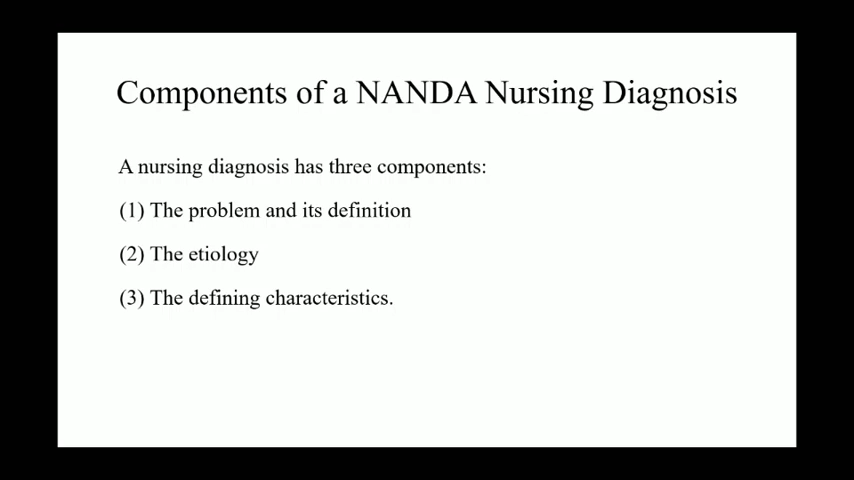 Components of a NANDA Nursing Diagnosis
A nursing diagnosis has three components:
(1) The problem and its definition
(2) The etiology
(3) The defining characteristics.